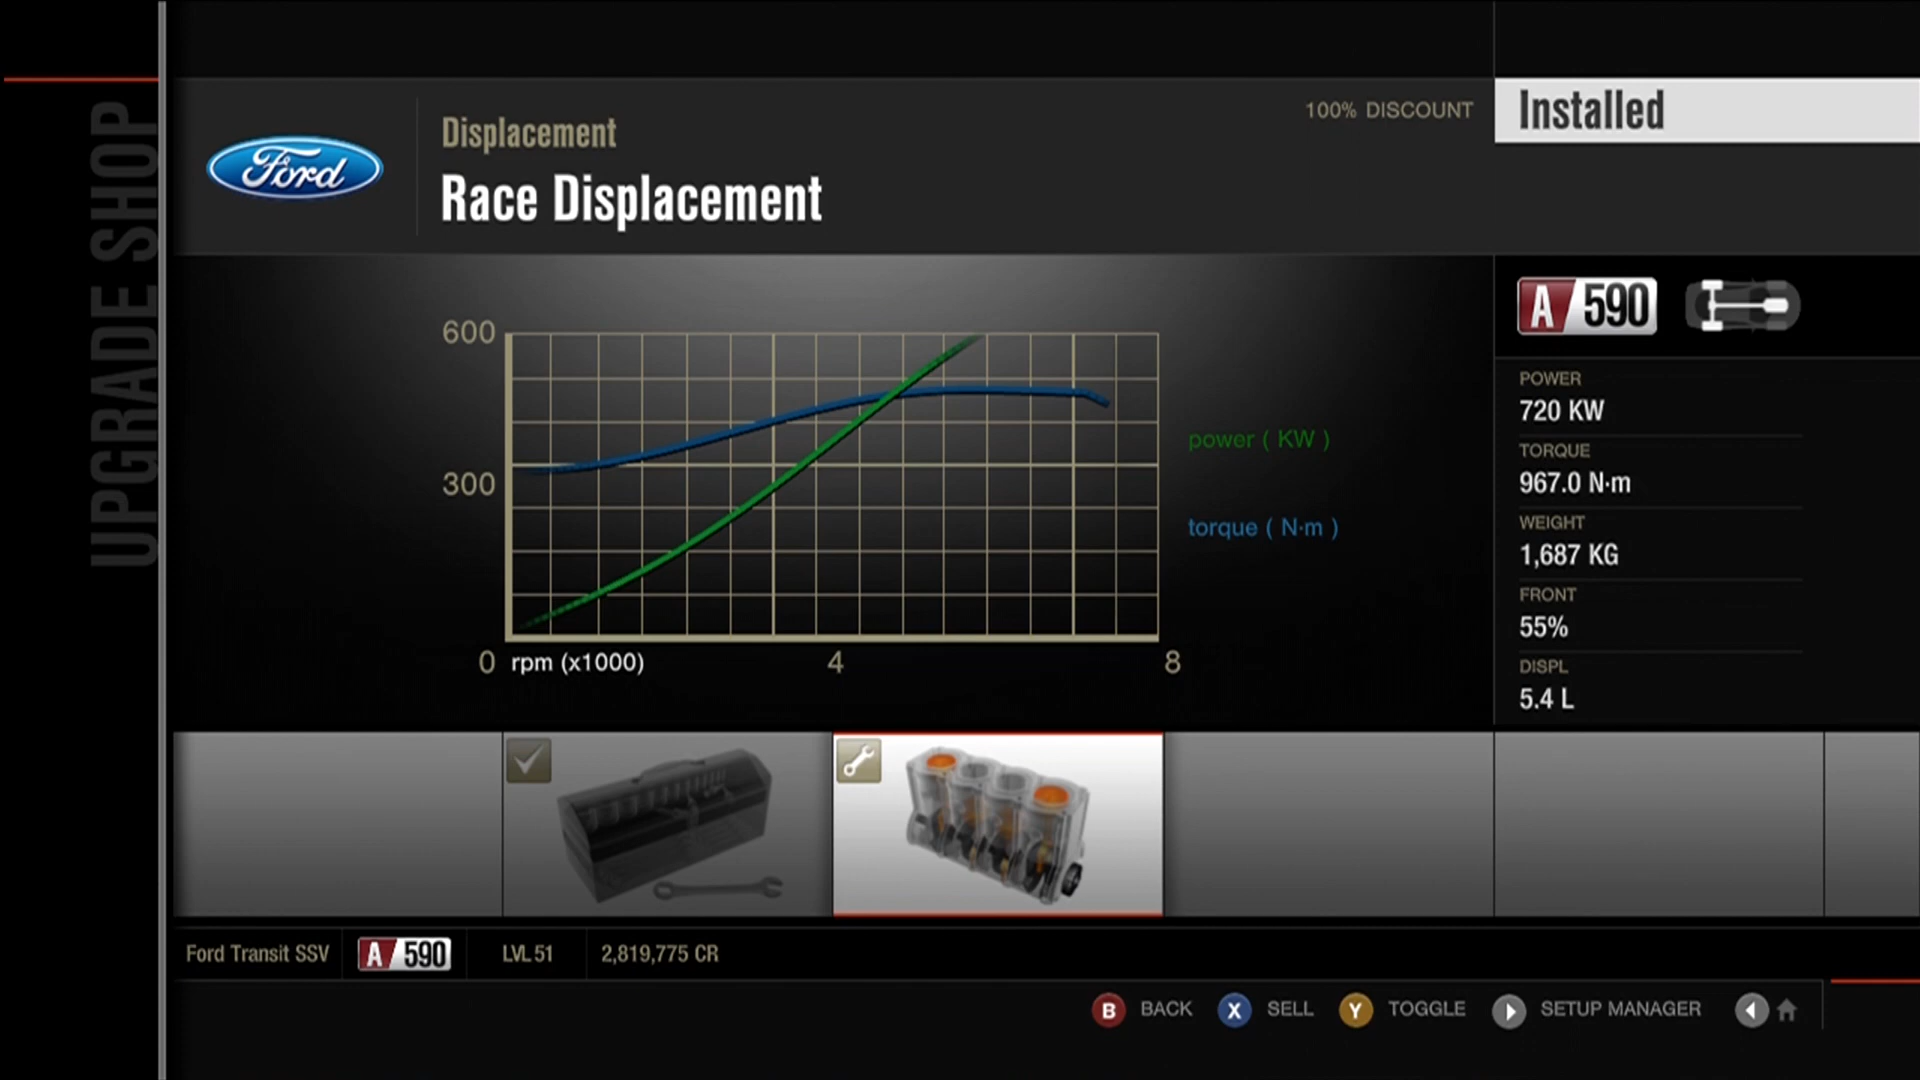 UPGRADE SHOP
Ford
Displacement
Race Displacement
100% DISCOUNT
Installed
A 590
600
300
0 rpm (x1000) 4 8
power ( KW )
torque ( N·m )
POWER
720 KW
TORQUE
967.0 N·m
WEIGHT
1,687 KG
FRONT
55%
DISPL
5.4 L
Ford Transit SSV A 590 LVL 51 2,819,775 CR
B BACK X SELL Y TOGGLE SETUP MANAGER